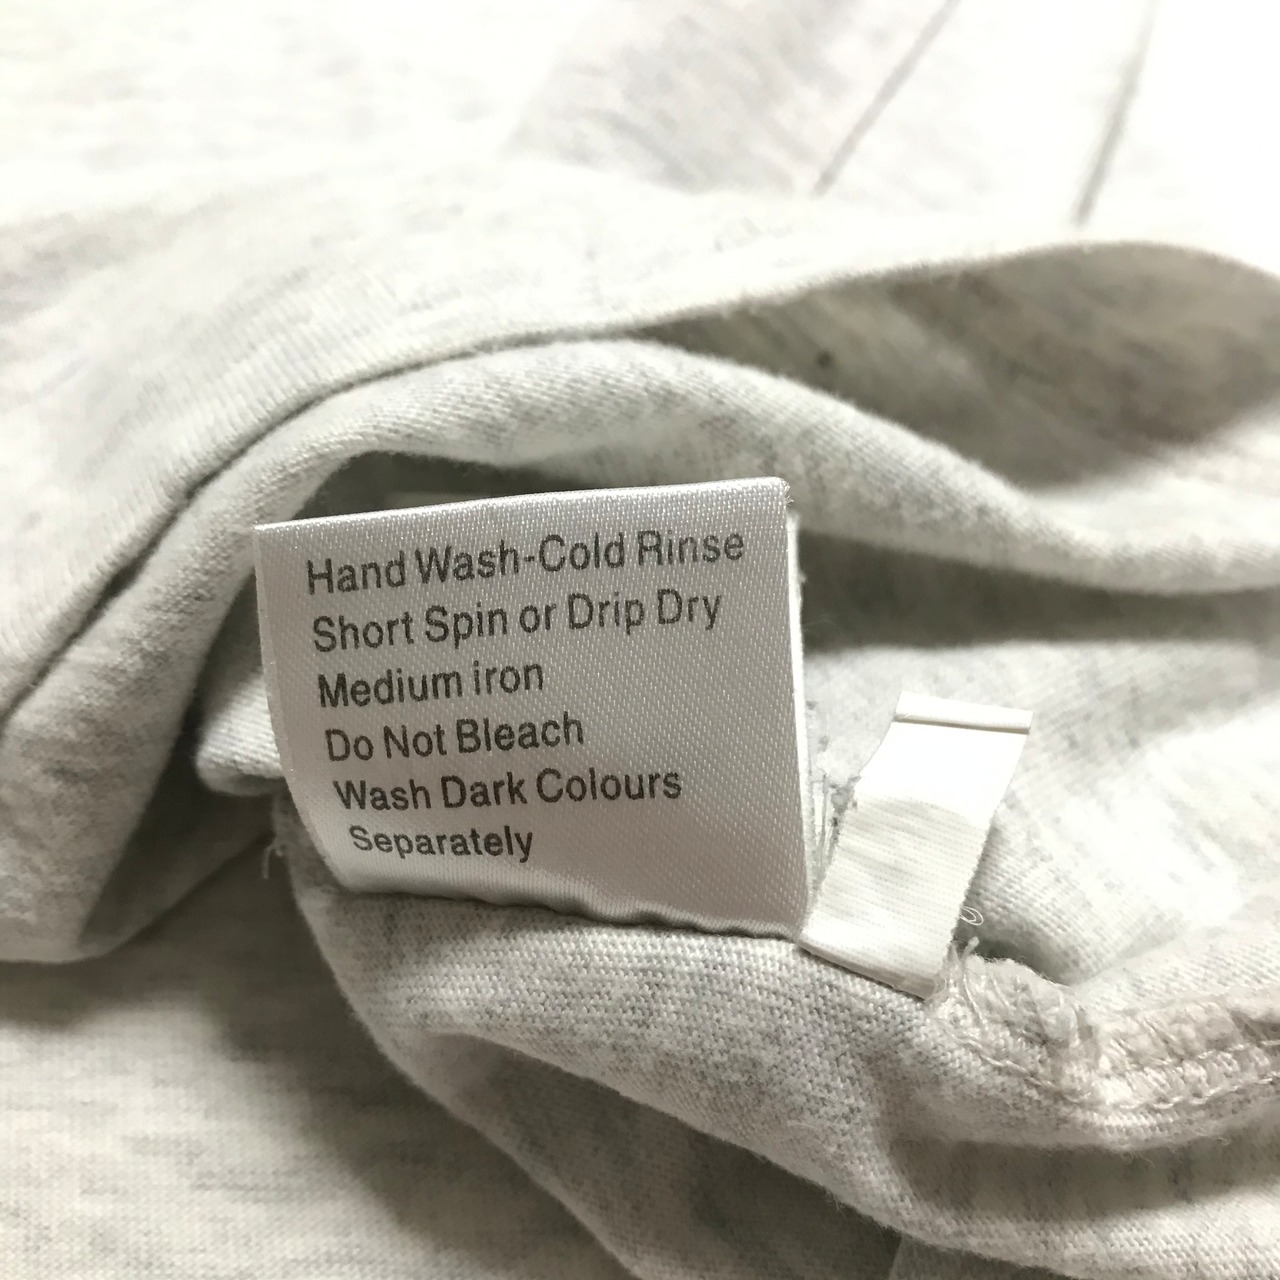 Hand Wash-Cold Rinse
Short Spin or Drip Dry
Medium iron
Do Not Bleach
Wash Dark Colours
Separately